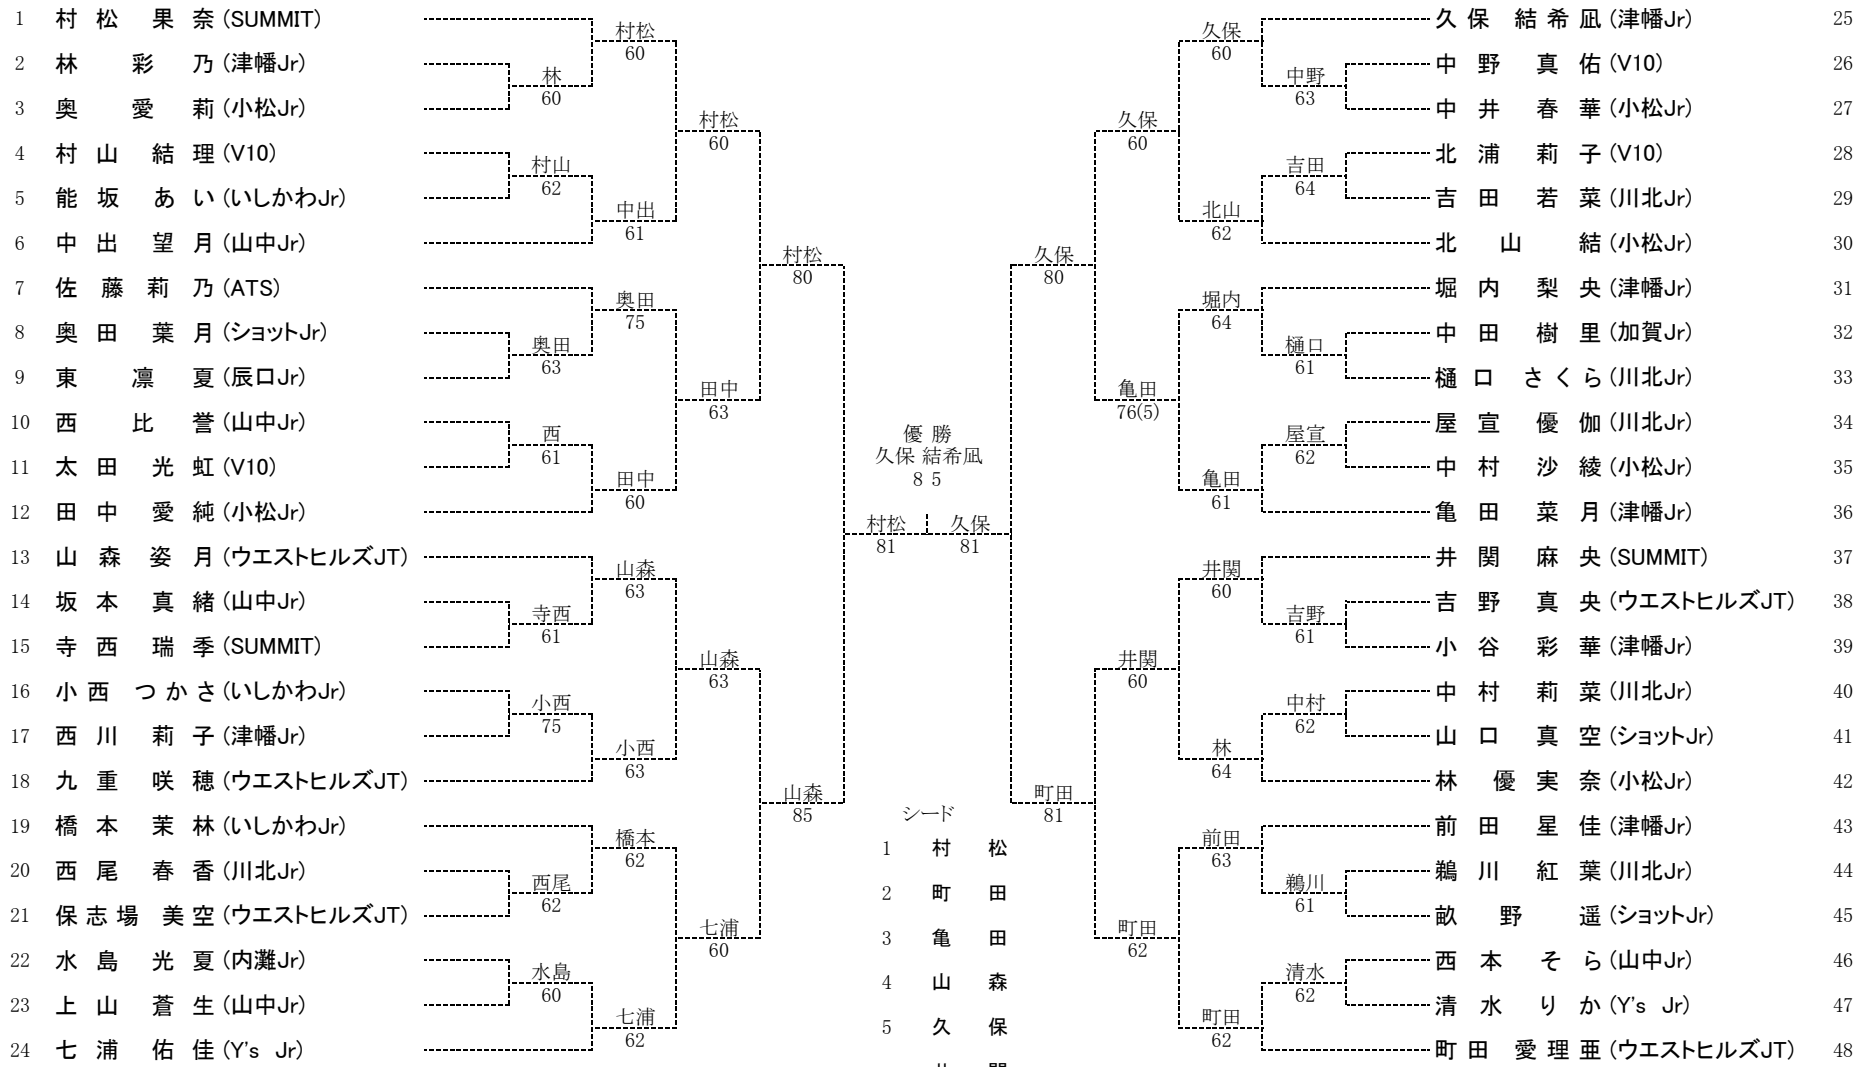 1 村松 果奈 (SUMMIT)
2 林 彩乃 (津幡Jr)
3 奥 愛莉 (小松Jr)
4 村山 結理 (V10)
5 能坂 あい (いしかわJr)
6 中出 望月 (山中Jr)
7 佐藤 莉乃 (ATS)
8 奥田 葉月 (ショットJr)
9 東 凛夏 (辰口Jr)
10 西 比誉 (山中Jr)
11 太田 光虹 (V10)
12 田中 愛純 (小松Jr)
13 山森 姿月 (ウエストヒルズJT)
14 坂本 真緒 (山中Jr)
15 寺西 瑞季 (SUMMIT)
16 小西 つかさ (いしかわJr)
17 西川 莉子 (津幡Jr)
18 九重 咲穂 (ウエストヒルズJT)
19 橋本 茉林 (いしかわJr)
20 西尾 春香 (川北Jr)
21 保志場 美空 (ウエストヒルズJT)
22 水島 光夏 (内灘Jr)
23 上山 蒼生 (山中Jr)
24 七浦 佑佳 (Y's Jr)
林
60
村山
62
奥田
63
西
61
寺西
61
小西
75
西尾
62
水島
60
村松
60
中出
61
奥田
75
田中
60
山森
63
小西
63
橋本
62
七浦
62
村松
60
田中
63
山森
63
七浦
60
村松
80
山森
85
村松
81
優 勝
久保 結希凪
8 5
久保
81
シード
1 村松
2 町田
3 亀田
4 山森
5 久保
久保
80
町田
81
久保
60
亀田
76(5)
井関
60
町田
62
久保
60
北山
62
堀内
64
亀田
61
井関
60
林
64
前田
63
町田
62
中野
63
吉田
64
樋口
61
屋宣
62
吉野
61
中村
62
鵜川
61
清水
62
久保 結希凪 (津幡Jr) 25
中野 真佑 (V10) 26
中井 春華 (小松Jr) 27
北浦 莉子 (V10) 28
吉田 若菜 (川北Jr) 29
北山 結 (小松Jr) 30
堀内 梨央 (津幡Jr) 31
中田 樹里 (加賀Jr) 32
樋口 さくら (川北Jr) 33
屋宣 優伽 (川北Jr) 34
中村 沙綾 (小松Jr) 35
亀田 菜月 (津幡Jr) 36
井関 麻央 (SUMMIT) 37
吉野 真央 (ウエストヒルズJT) 38
小谷 彩華 (津幡Jr) 39
中村 莉菜 (川北Jr) 40
山口 真空 (ショットJr) 41
林 優実奈 (小松Jr) 42
前田 星佳 (津幡Jr) 43
鵜川 紅葉 (川北Jr) 44
畝野 遥 (ショットJr) 45
西本 そら (山中Jr) 46
清水 りか (Y's Jr) 47
町田 愛理亜 (ウエストヒルズJT) 48